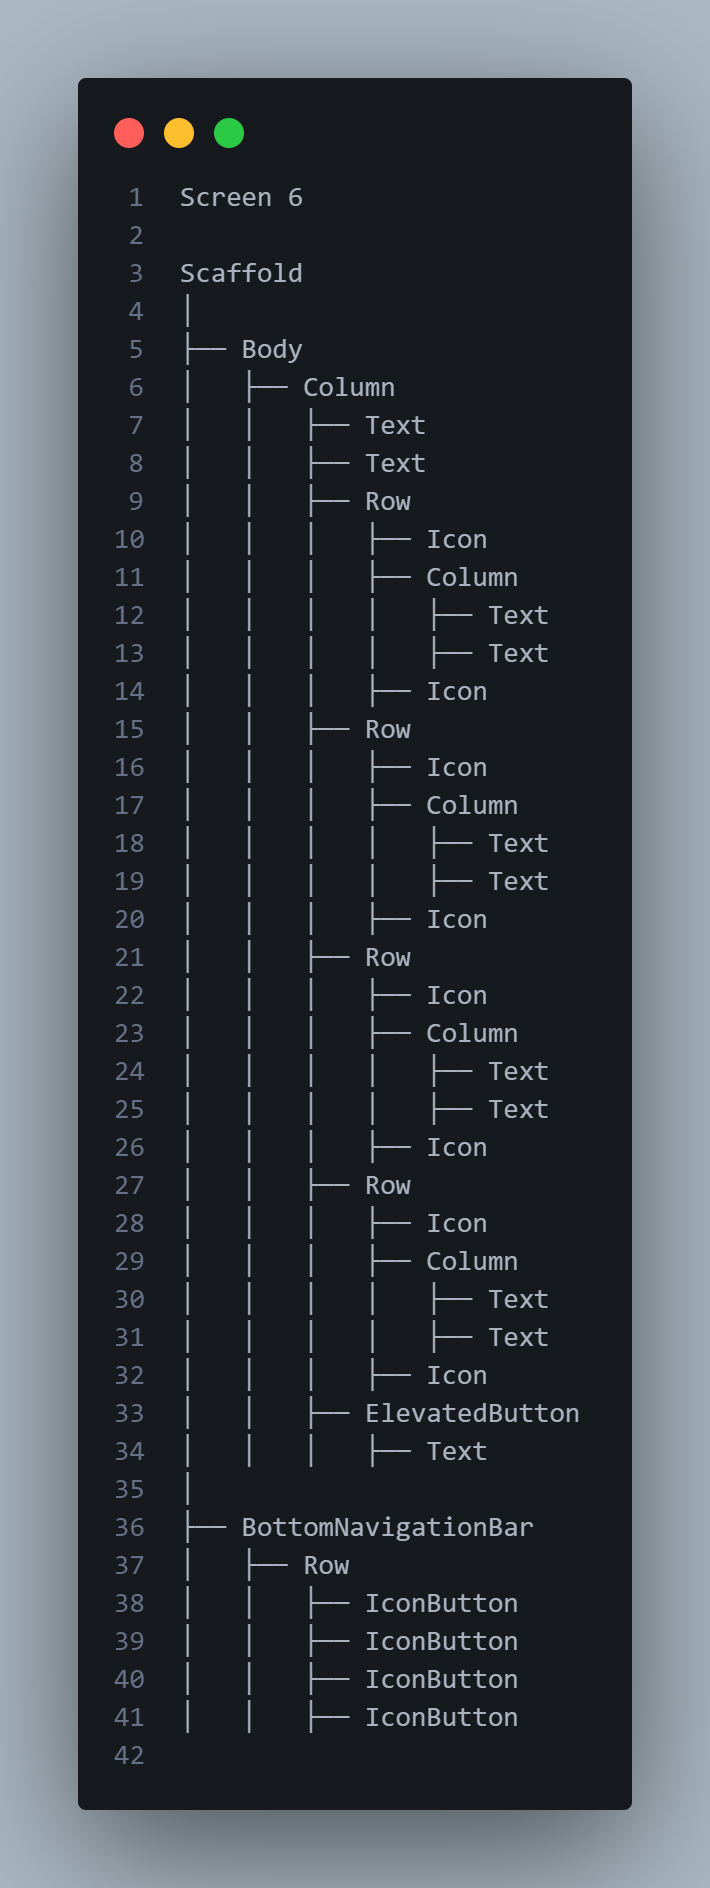 1 Screen 6
2
3 Scaffold
4 │
5 ├── Body
6 │   ├── Column
7 │   │   ├── Text
8 │   │   ├── Text
9 │   │   ├── Row
10 │   │   │   ├── Icon
11 │   │   │   ├── Column
12 │   │   │   │   ├── Text
13 │   │   │   │   ├── Text
14 │   │   │   ├── Icon
15 │   │   ├── Row
16 │   │   │   ├── Icon
17 │   │   │   ├── Column
18 │   │   │   │   ├── Text
19 │   │   │   │   ├── Text
20 │   │   │   ├── Icon
21 │   │   ├── Row
22 │   │   │   ├── Icon
23 │   │   │   ├── Column
24 │   │   │   │   ├── Text
25 │   │   │   │   ├── Text
26 │   │   │   ├── Icon
27 │   │   ├── Row
28 │   │   │   ├── Icon
29 │   │   │   ├── Column
30 │   │   │   │   ├── Text
31 │   │   │   │   ├── Text
32 │   │   │   ├── Icon
33 │   │   ├── ElevatedButton
34 │   │   │   ├── Text
35 │
36 ├── BottomNavigationBar
37 │   ├── Row
38 │   │   ├── IconButton
39 │   │   ├── IconButton
40 │   │   ├── IconButton
41 │   │   ├── IconButton
42